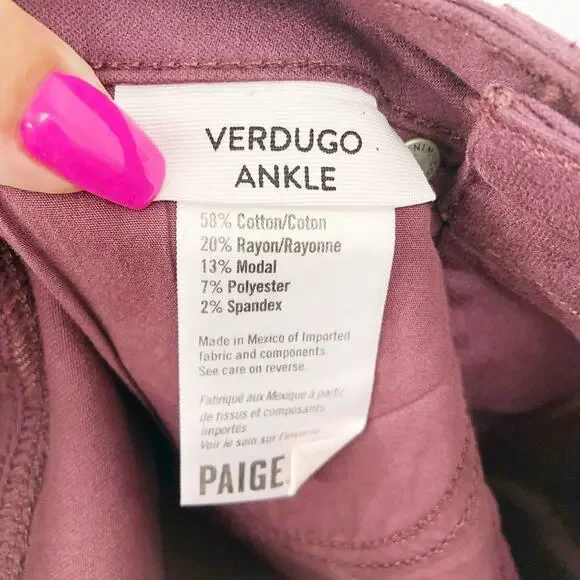 VERDUGO
ANKLE
58% Cotton/Coton
20% Rayon/Rayonne
13% Modal
7% Polyester
2% Spandex
Made in Mexico of Imported
fabric and components.
See care on reverse.
Fabriqué aux Mexique à partir
de tissus et composants
importés
Voir le soin sur l'inverse
PAIGE